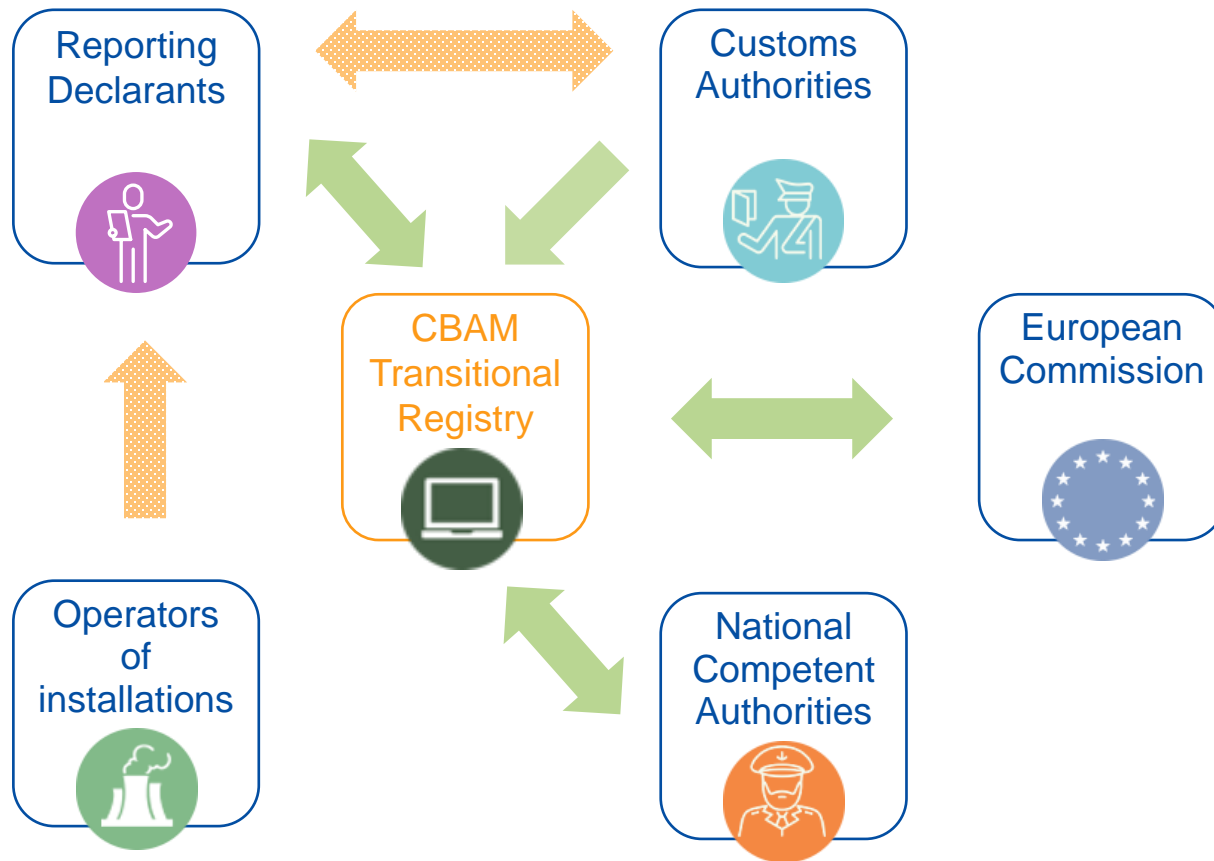 Reporting
Declarants
Customs
Authorities
CBAM
Transitional
Registry
European
Commission
Operators
of
installations
National
Competent
Authorities